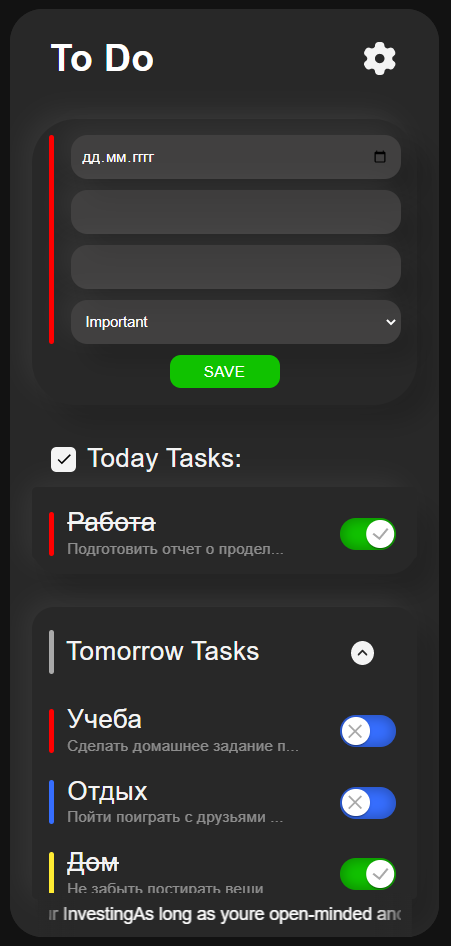 To Do
дд.мм.гггг
Important
SAVE
Today Tasks:
Работа
Подготовить отчет о продел...
Tomorrow Tasks
Учеба
Сделать домашнее задание п...
Отдых
Пойти поиграть с друзьями ...
Дом
Не забыть постирать вещи
InvestingAs long as youre open-minded and